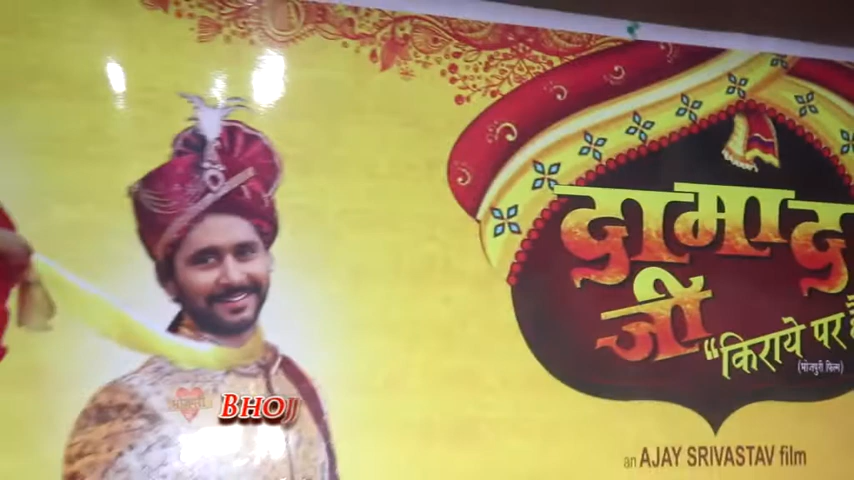 दामाद
जी
“किराये पर है
(भोजपुरी फिल्म)
BHOJ
an AJAY SRIVASTAV film